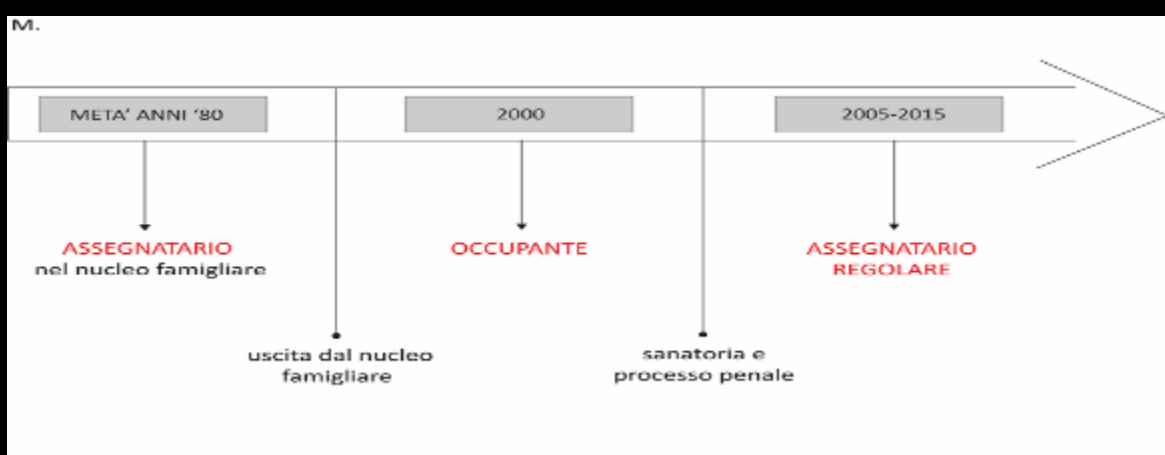 M.
META' ANNI '80
2000
2005-2015
ASSEGNATARIO
nel nucleo famigliare
OCCUPANTE
ASSEGNATARIO
REGOLARE
uscita dal nucleo
famigliare
sanatoria e
processo penale